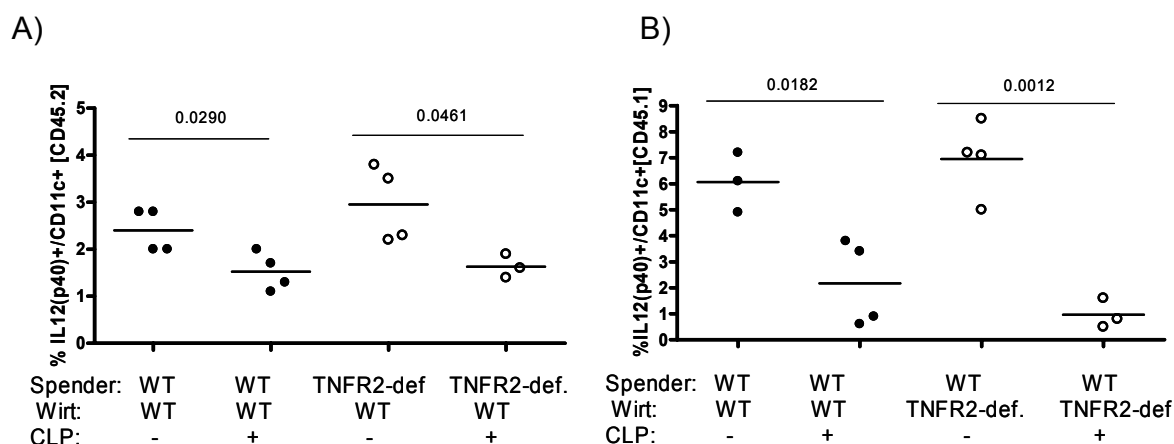 A)
% IL12(p40)+/CD11c+ [CD45.2]
5
4
3
2
1
0
0.0290
0.0461
Spender: WT WT TNFR2-def TNFR2-def.
Wirt: WT WT WT WT
CLP: - + - +
B)
%IL12(p40)+/CD11c+[CD45.1]
9
8
7
6
5
4
3
2
1
0
0.0182
0.0012
Spender: WT WT WT WT
Wirt: WT WT TNFR2-def. TNFR2-def
CLP: - + - +